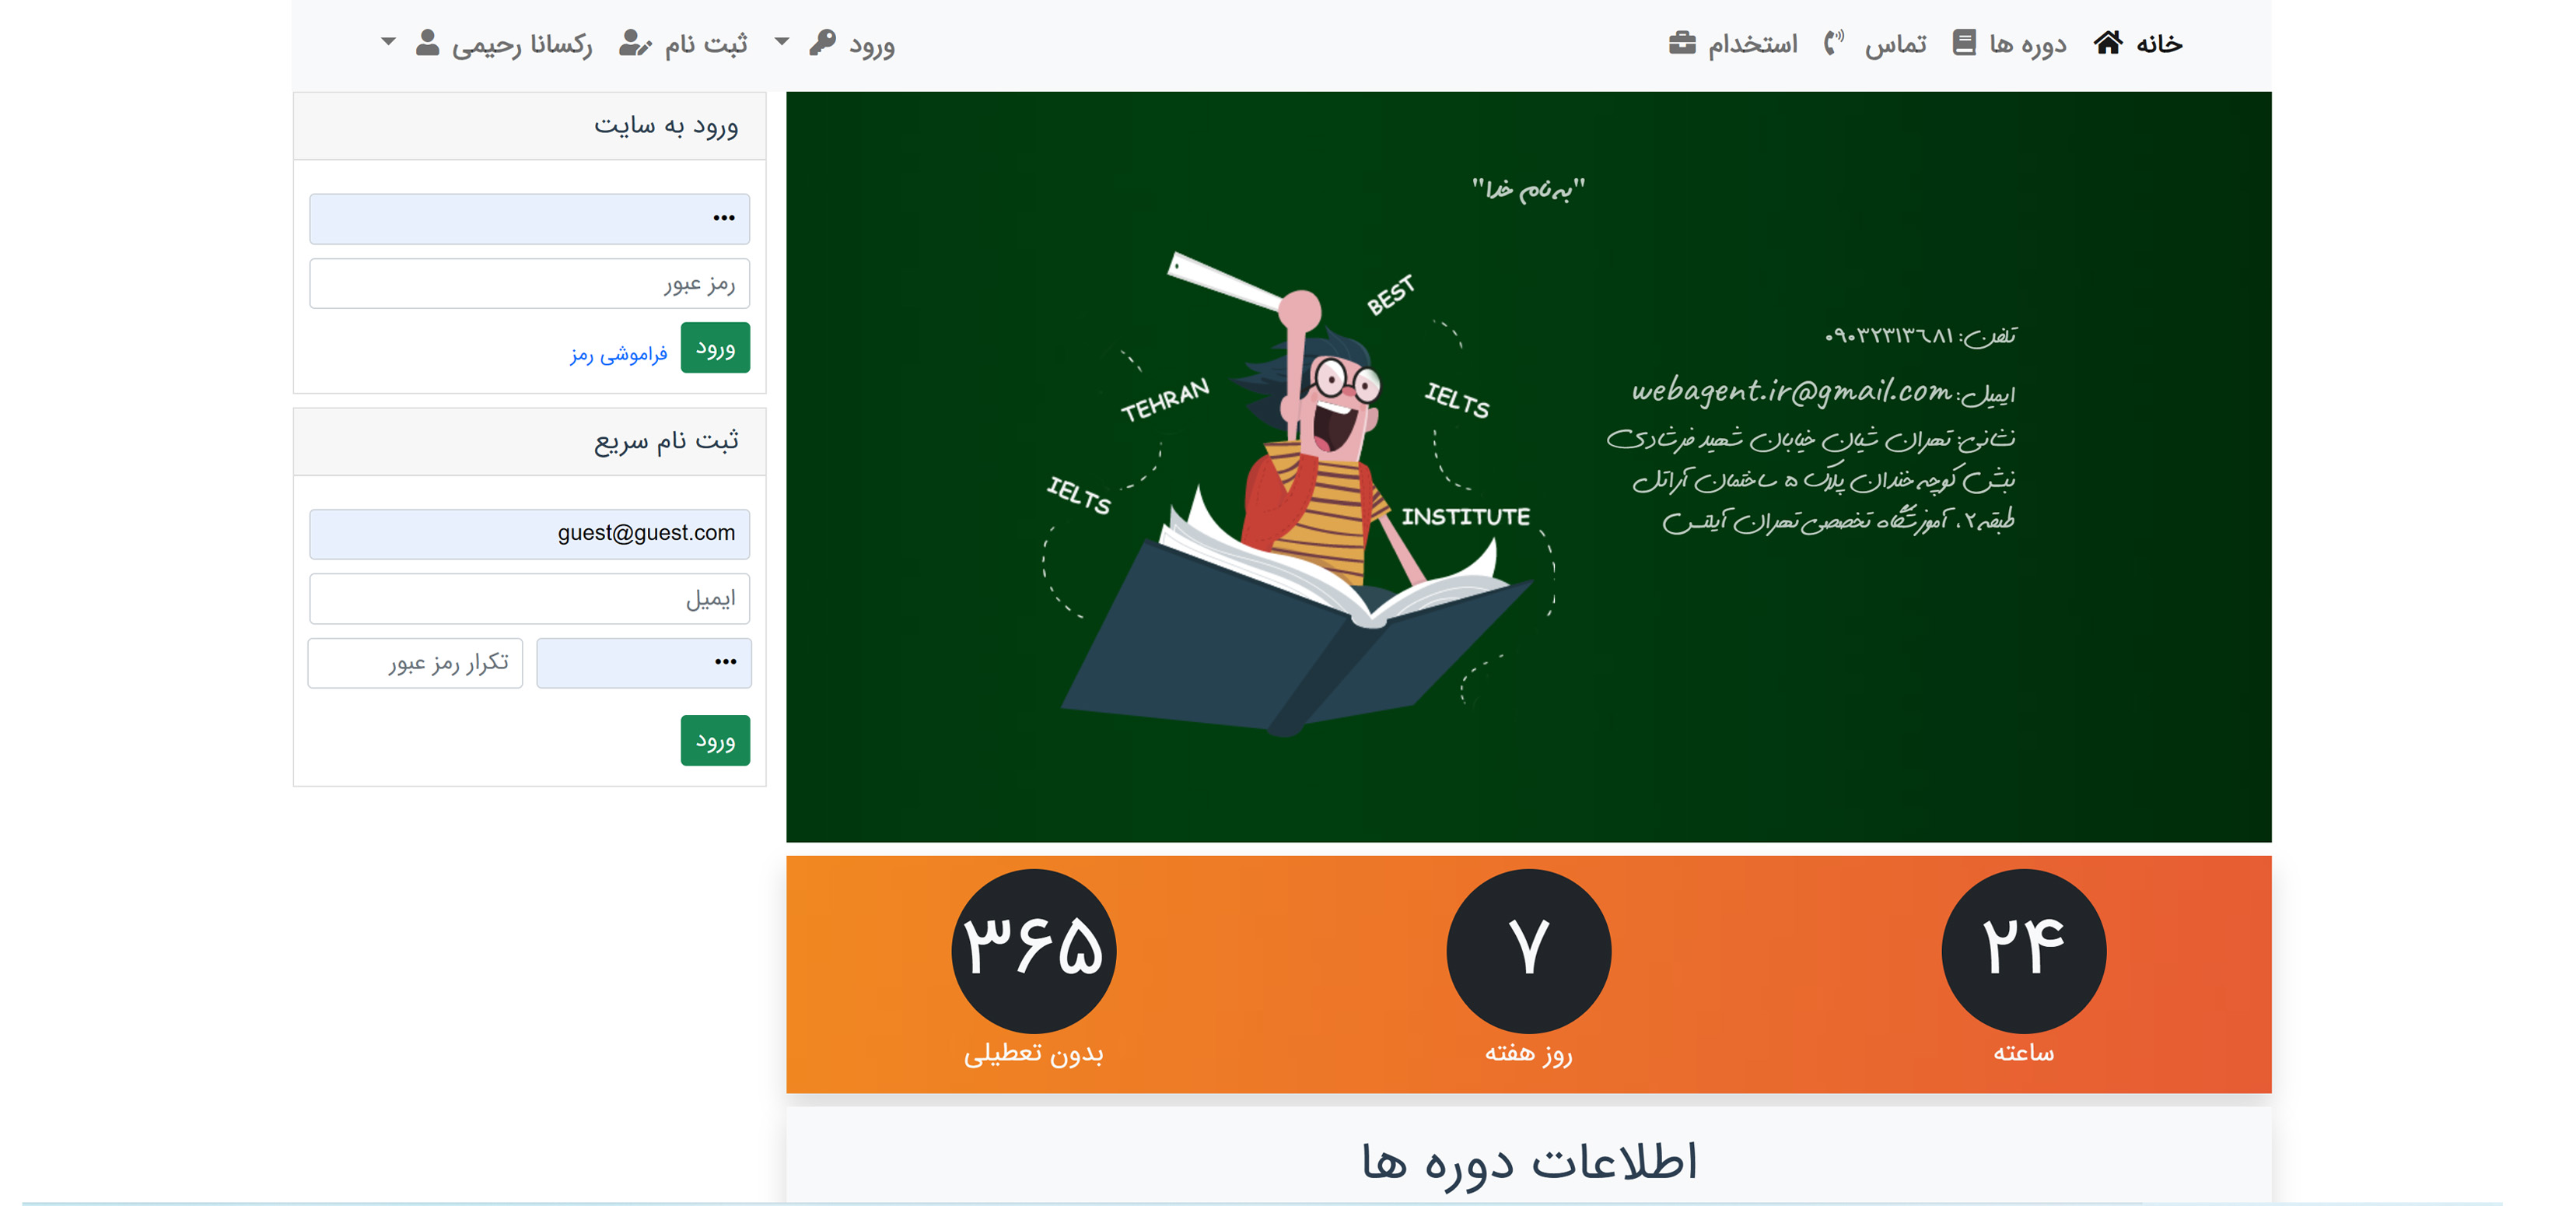 خانه دوره ها تماس استخدام ورود ثبت نام رکسانا رحیمی
"به نام خدا"
تلفن: ۰۹۰۳۲۳۱۳٦۸۱
ایمیل: webagent.ir@gmail.com
نشانی: تهران شیان خیابان شهید فرشادی
نبش کوچه خندان پلاک ۵ ساختمان آراتل
طبقه ۲، آموزشگاه تخصصی تهران آیلتس
BEST
TEHRAN
IELTS
IELTS
INSTITUTE
ورود به سایت
•••
رمز عبور
ورود فراموشی رمز
ثبت نام سریع
guest@guest.com
ایمیل
••• تکرار رمز عبور
ورود
۲۴ ۷ ۳۶۵
ساعته روز هفته بدون تعطیلی
اطلاعات دوره ها